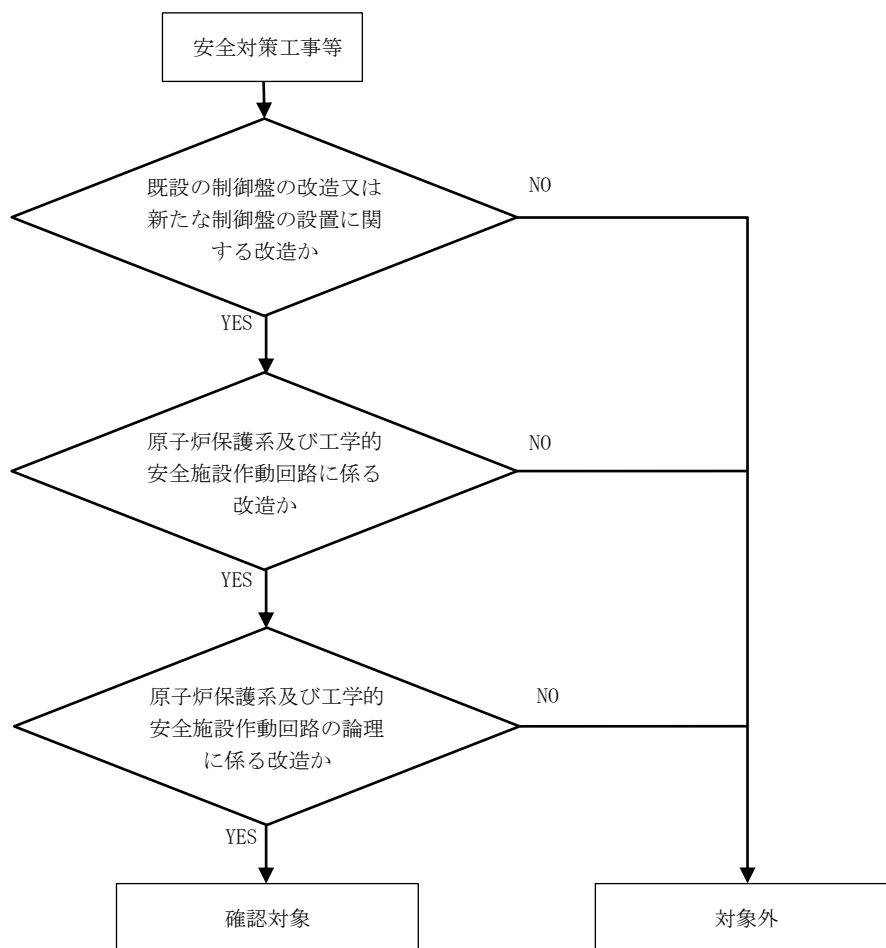 安全対策工事等
既設の制御盤の改造又は
新たな制御盤の設置に関
する改造か
NO
YES
原子炉保護系及び工学的
安全施設作動回路に係る
改造か
NO
YES
原子炉保護系及び工学的
安全施設作動回路の論理
に係る改造か
NO
YES
確認対象
対象外